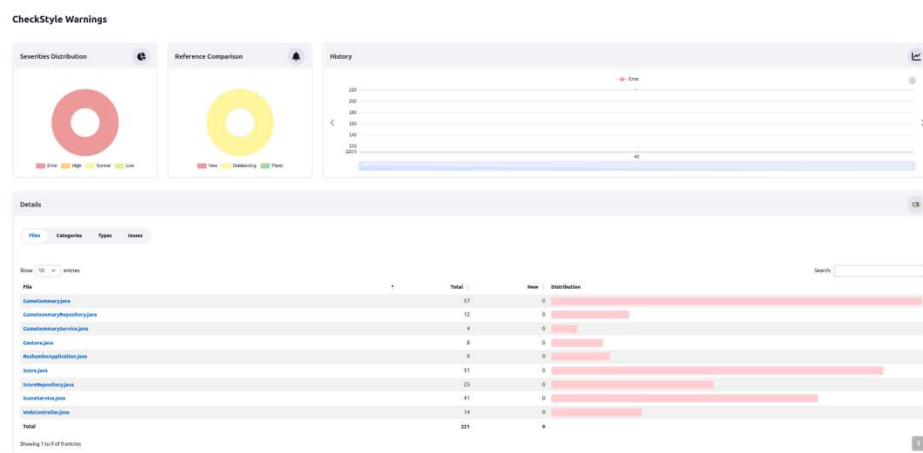 CheckStyle Warnings
Severities Distribution
Reference Comparison
History
Error
220
200
180
160
140
120
42
Error High Normal Low
New Outstanding Fixed
Details
CS
Files Categories Types Issues
Show 10 entries
Search:
File Total New Distribution
GameSummary.java 57 0
GameSummaryRepository.java 12 0
GameSummaryService.java 4 0
Gesture.java 8 0
RoshamboApplication.java 9 0
Score.java 51 0
ScoreRepository.java 25 0
ScoreService.java 41 0
WebController.java 14 0
Total 221 0
Showing 1 to 9 of 9 entries
1